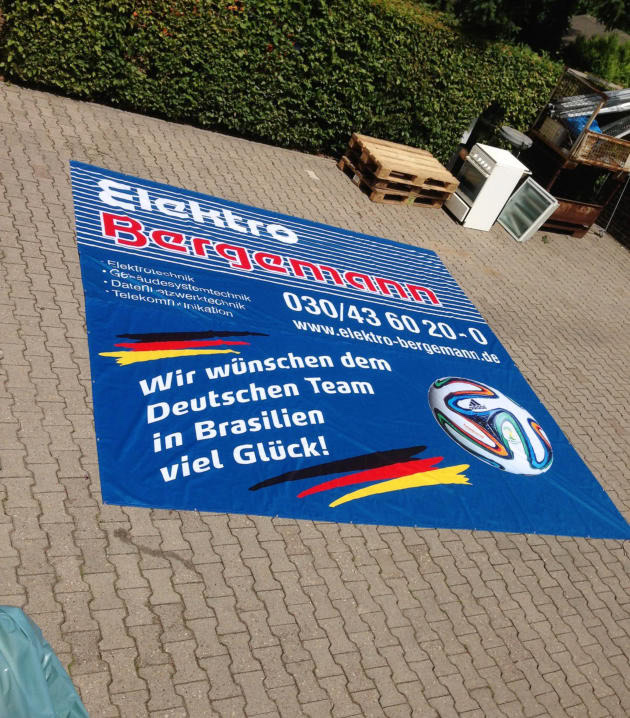 Elektro
Bergemann
· Elektrotechnik
· Gebäudesystemtechnik
· Datennetzwerktechnik
· Telekommunikation
030/43 60 20-0
www.elektro-bergemann.de
Wir wünschen dem
Deutschen Team
in Brasilien
viel Glück!
adidas